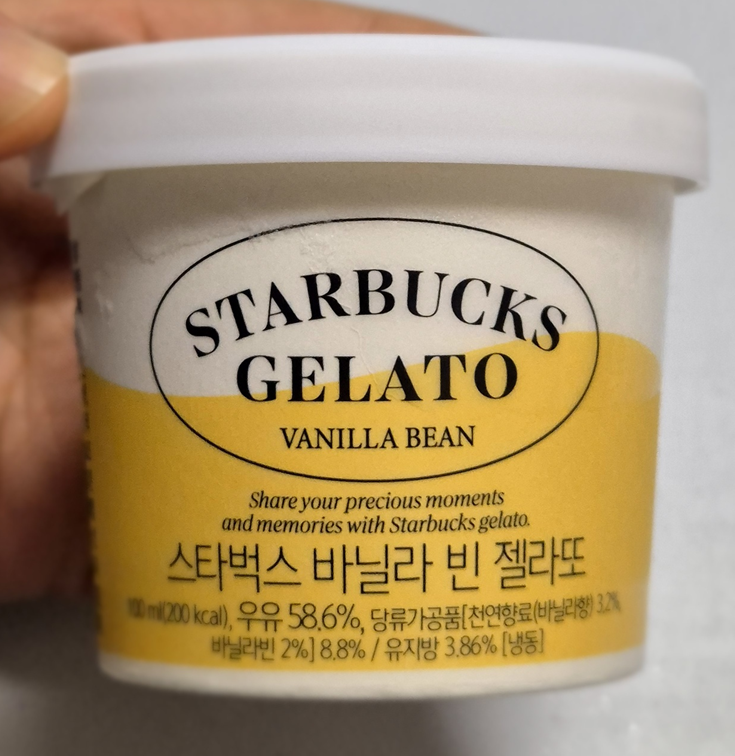 STARBUCKS
GELATO
VANILLA BEAN
Share your precious moments
and memories with Starbucks gelato.
스타벅스 바닐라 빈 젤라또
100 ml(200 kcal), 우유 58.6%, 당류가공품[천연향료(바닐라향) 3.2%,
바닐라빈 2%] 8.8% / 유지방 3.86% [냉동]